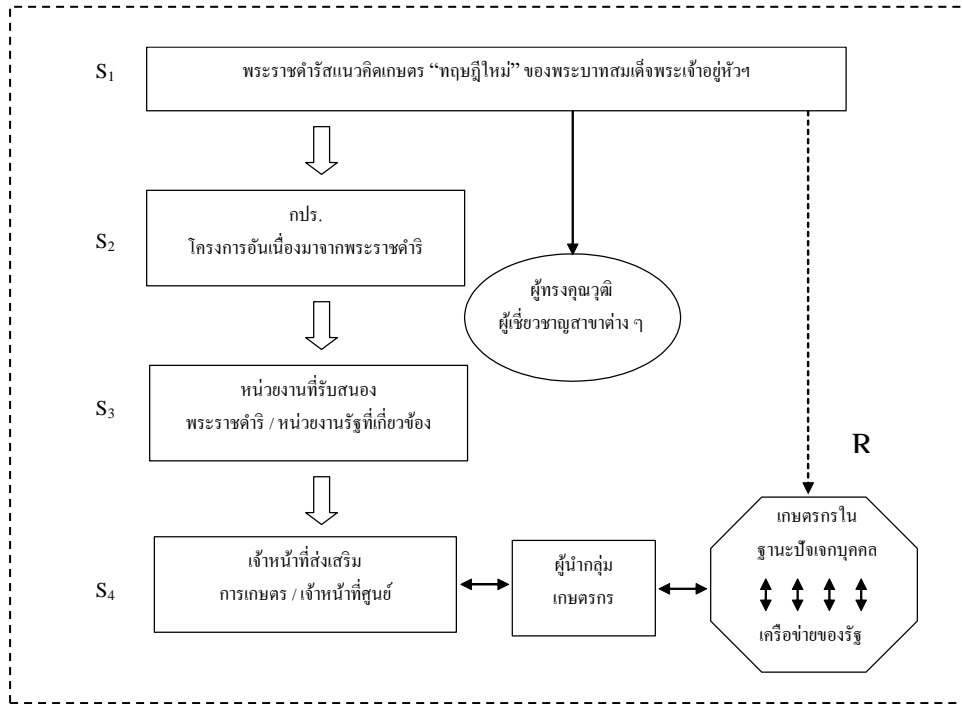 S1
พระราชดำรัสแนวคิดเกษตร “ทฤษฎีใหม่” ของพระบาทสมเด็จพระเจ้าอยู่หัวฯ
S2
กปร.
โครงการอันเนื่องมาจากพระราชดำริ
ผู้ทรงคุณวุฒิ
ผู้เชี่ยวชาญสาขาต่าง ๆ
S3
หน่วยงานที่รับสนอง
พระราชดำริ / หน่วยงานรัฐที่เกี่ยวข้อง
R
S4
เจ้าหน้าที่ส่งเสริม
การเกษตร / เจ้าหน้าที่ศูนย์
ผู้นำกลุ่ม
เกษตรกร
เกษตรกรใน
ฐานะปัจเจกบุคคล
เครือข่ายของรัฐ